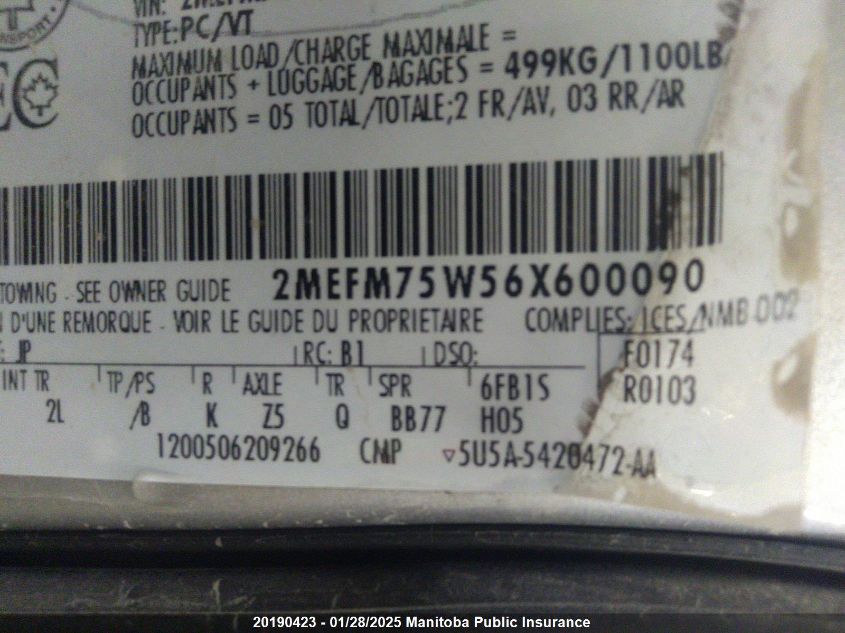 VIN:
TYPE:PC/VT
MAXIMUM LOAD/CHARGE MAXIMALE =
OCCUPANTS + LUGGAGE/BAGAGES = 499KG/1100LB
OCCUPANTS = 05 TOTAL/TOTALE;2 FR/AV, 03 RR/AR
TOWING - SEE OWNER GUIDE 2MEFM75W56X600090
D'UNE REMORQUE - VOIR LE GUIDE DU PROPRIETAIRE COMPLIES: ICES/NMB 002
: JP RC: B1 DSO: F0174
INT TR TP/PS R AXLE TR SPR 6FB1S R0103
2L /B K Z5 Q BB77 H05
1200506209266 CMP 5U5A-5420472-AA
20190423 - 01/28/2025 Manitoba Public Insurance